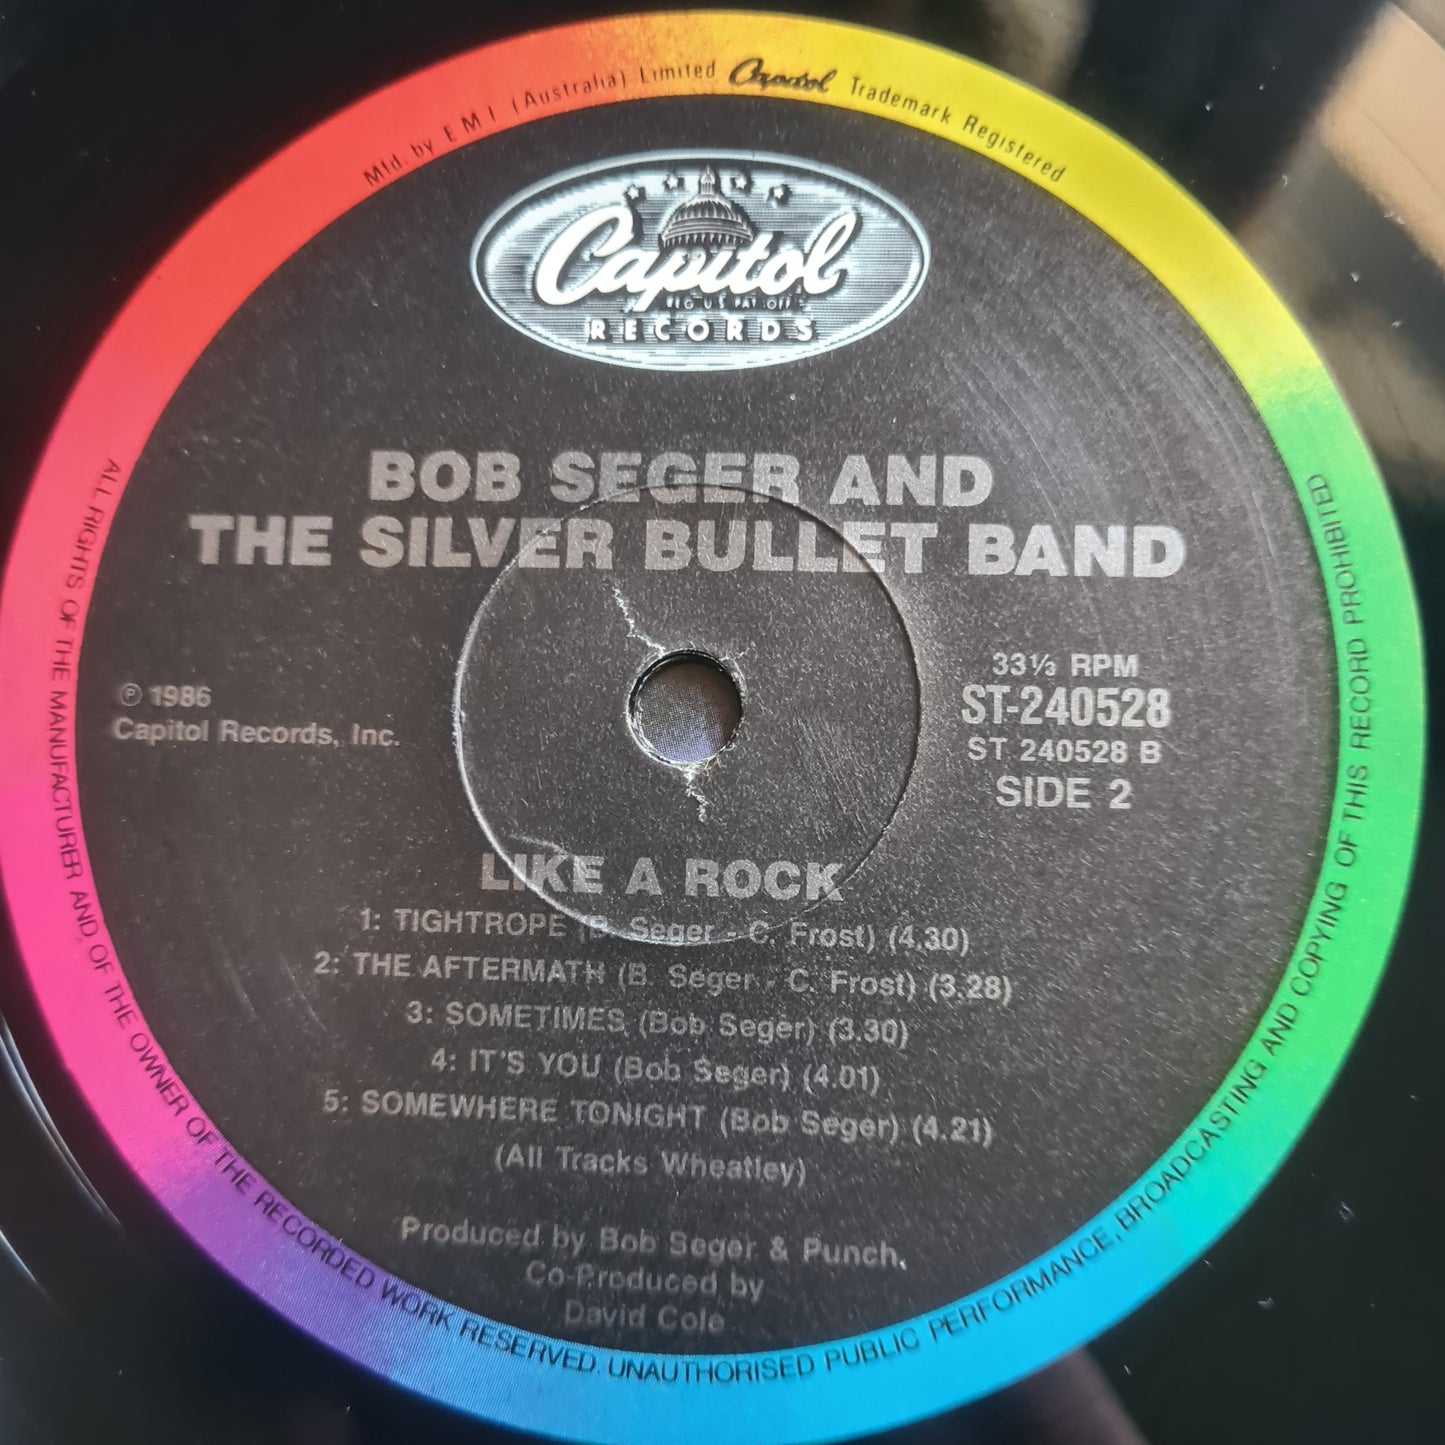 Mfd. by E M I (Australia) Limited Capitol Trademark Registered
Capitol
REG. U.S. PAT. OFF.
RECORDS
BOB SEGER AND
THE SILVER BULLET BAND
℗ 1986
Capitol Records, Inc.
33⅓ RPM
ST-240528
ST 240528 B
SIDE 2
LIKE A ROCK
1: TIGHTROPE (B. Seger - C. Frost) (4.30)
2: THE AFTERMATH (B. Seger - C. Frost) (3.28)
3: SOMETIMES (Bob Seger) (3.30)
4: IT'S YOU (Bob Seger) (4.01)
5: SOMEWHERE TONIGHT (Bob Seger) (4.21)
(All Tracks Wheatley)
Produced by Bob Seger & Punch.
Co-Produced by
David Cole
ALL RIGHTS OF THE MANUFACTURER AND OF THE OWNER OF THE RECORDED WORK RESERVED. UNAUTHORISED PUBLIC PERFORMANCE, BROADCASTING AND COPYING OF THIS RECORD PROHIBITED